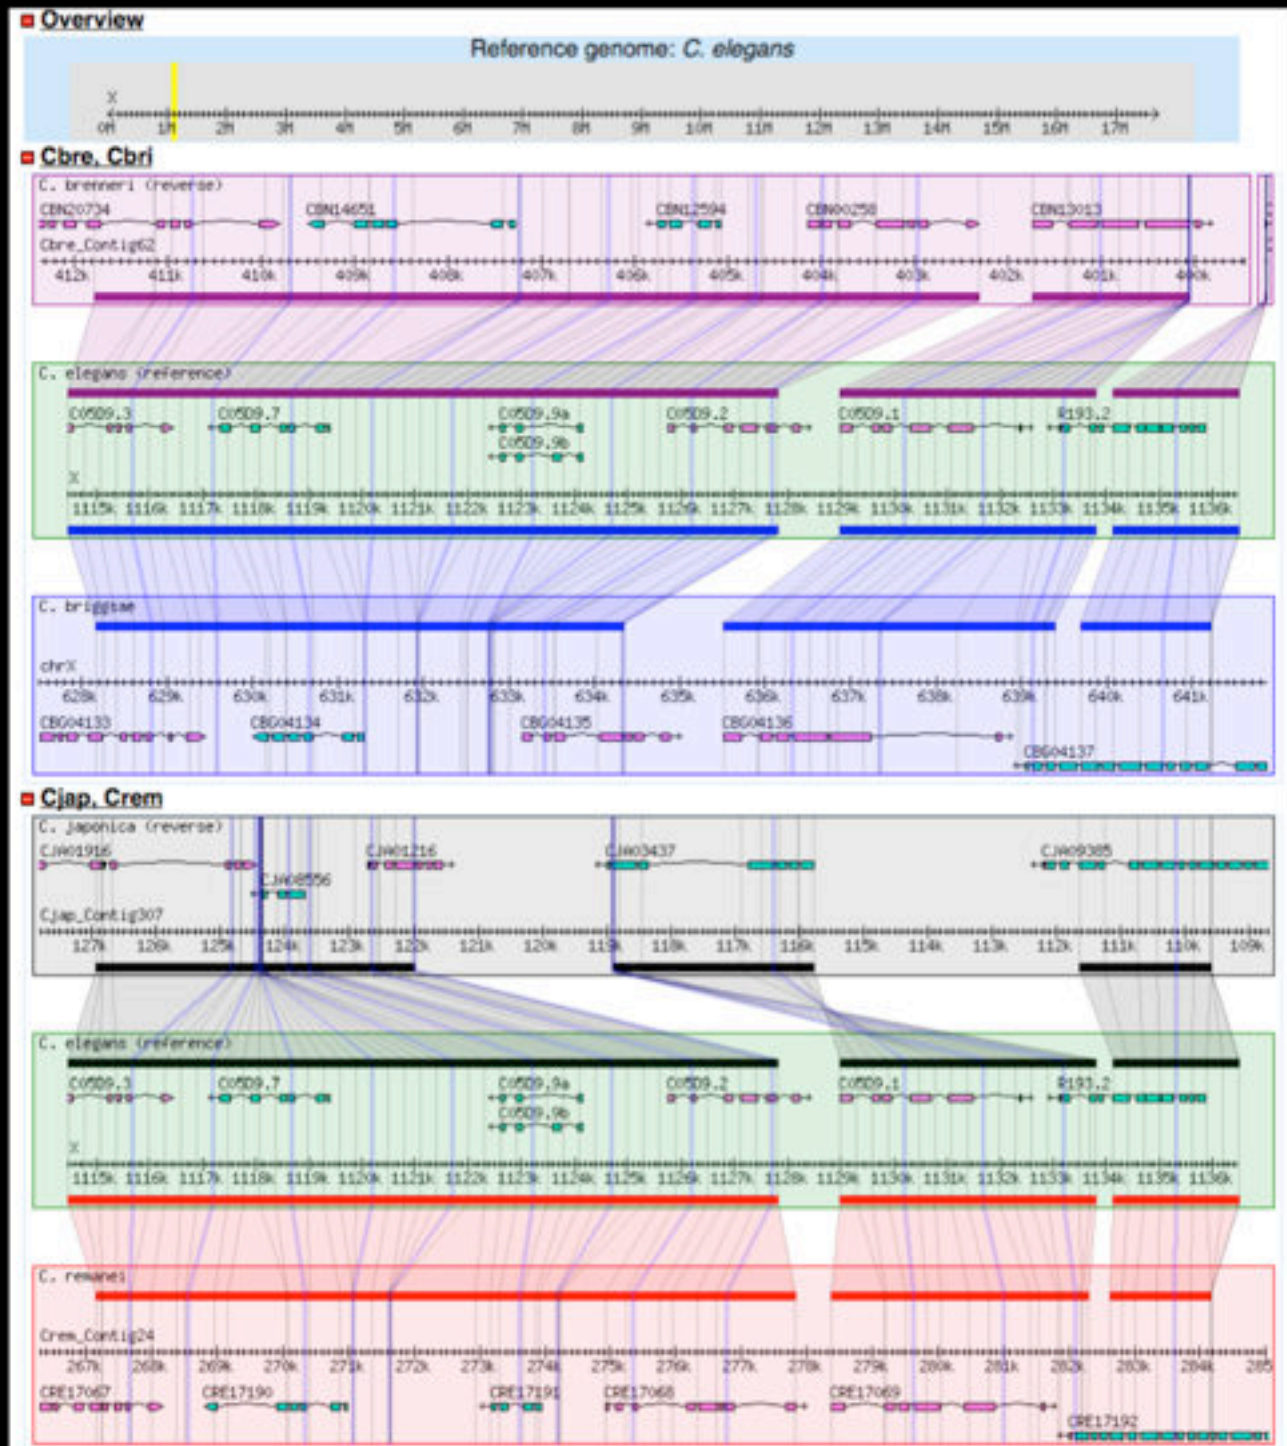 Overview
Reference genome: C. elegans
X
0M 1M 2M 3M 4M 5M 6M 7M 8M 9M 10M 11M 12M 13M 14M 15M 16M 17M
Cbre, Cbri
C. brenneri (reverse)
CBN20734 CBN14651 CBN12594 CBN00258 CBN13013
Cbre_Contig62
412k 411k 410k 409k 408k 407k 406k 405k 404k 403k 402k 401k 400k
C. elegans (reference)
C05D9.3 C05D9.7 C05D9.9a C05D9.2 C05D9.1 R193.2
C05D9.9b
X
1115k 1116k 1117k 1118k 1119k 1120k 1121k 1122k 1123k 1124k 1125k 1126k 1127k 1128k 1129k 1130k 1131k 1132k 1133k 1134k 1135k 1136k
C. briggsae
chrX
628k 629k 630k 631k 632k 633k 634k 635k 636k 637k 638k 639k 640k 641k
CBG04133 CBG04134 CBG04135 CBG04136
CBG04137
Cjap, Crem
C. japonica (reverse)
CJA01916 CJA01216 CJA03437 CJA09385
CJA08556
Cjap_Contig307
127k 126k 125k 124k 123k 122k 121k 120k 119k 118k 117k 116k 115k 114k 113k 112k 111k 110k 109k
C. elegans (reference)
C05D9.3 C05D9.7 C05D9.9a C05D9.2 C05D9.1 R193.2
C05D9.9b
X
1115k 1116k 1117k 1118k 1119k 1120k 1121k 1122k 1123k 1124k 1125k 1126k 1127k 1128k 1129k 1130k 1131k 1132k 1133k 1134k 1135k 1136k
C. remanei
Crem_Contig24
267k 268k 269k 270k 271k 272k 273k 274k 275k 276k 277k 278k 279k 280k 281k 282k 283k 284k 285
CRE17067 CRE17190 CRE17191 CRE17068 CRE17069
CRE17192